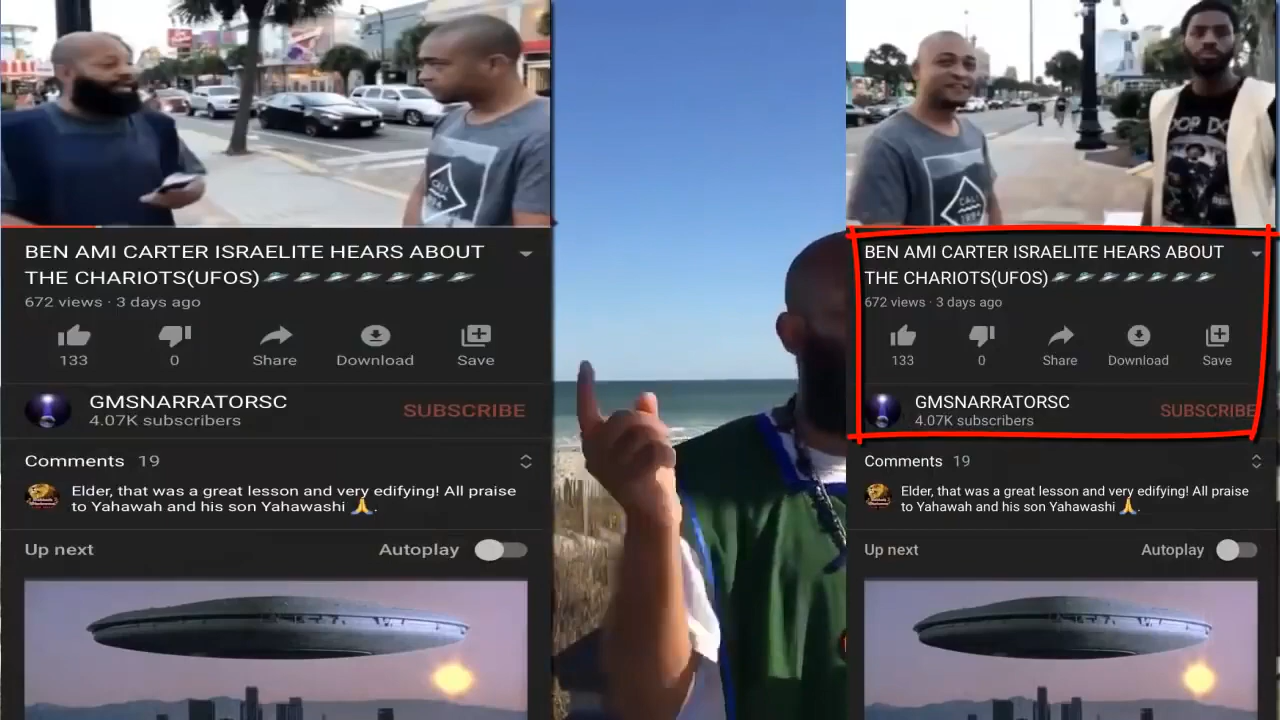 CALI
1984
BEN AMI CARTER ISRAELITE HEARS ABOUT
THE CHARIOTS(UFOS)🛸🛸🛸🛸🛸🛸🛸🛸
672 views · 3 days ago
133
0
Share
Download
Save
GMSNARRATORSC
4.07K subscribers
SUBSCRIBE
Comments 19
Elder, that was a great lesson and very edifying! All praise
to Yahawah and his son Yahawashi 🙏.
Up next
Autoplay
CALI
1984
BEN AMI CARTER ISRAELITE HEARS ABOUT
THE CHARIOTS(UFOS)🛸🛸🛸🛸🛸🛸🛸🛸
672 views · 3 days ago
133
0
Share
Download
Save
GMSNARRATORSC
4.07K subscribers
SUBSCRIBE
Comments 19
Elder, that was a great lesson and very edifying! All praise
to Yahawah and his son Yahawashi 🙏.
Up next
Autoplay